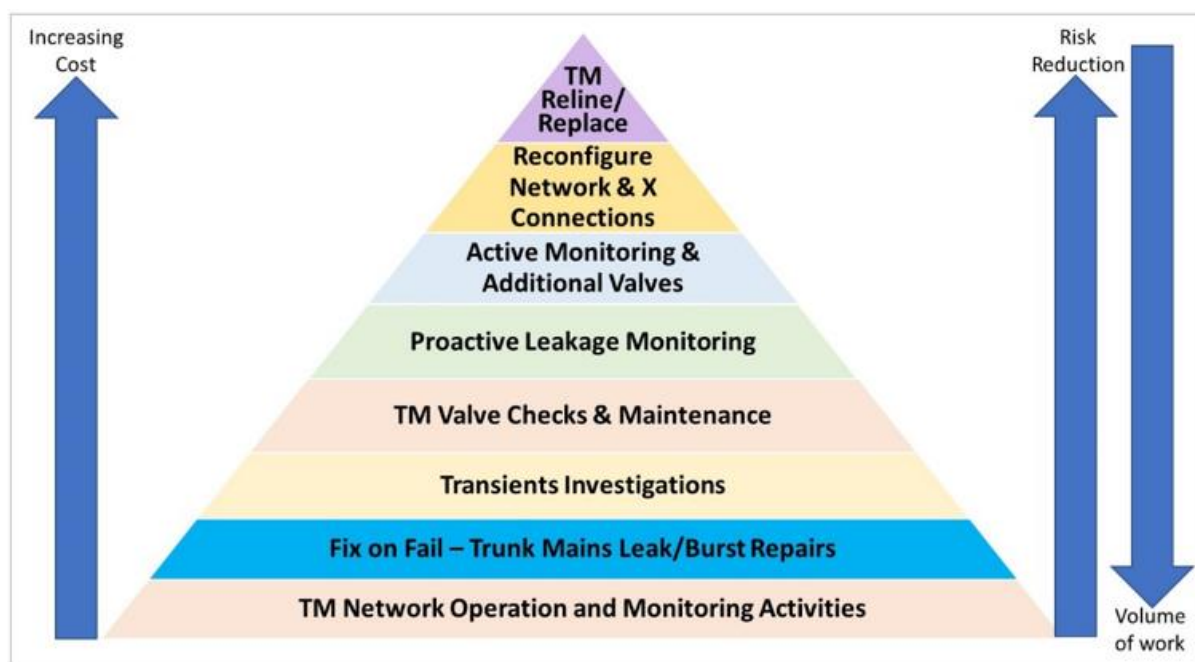 Increasing
Cost
Risk
Reduction
TM
Reline/
Replace
Reconfigure
Network & X
Connections
Active Monitoring &
Additional Valves
Proactive Leakage Monitoring
TM Valve Checks & Maintenance
Transients Investigations
Fix on Fail – Trunk Mains Leak/Burst Repairs
TM Network Operation and Monitoring Activities
Volume
of work